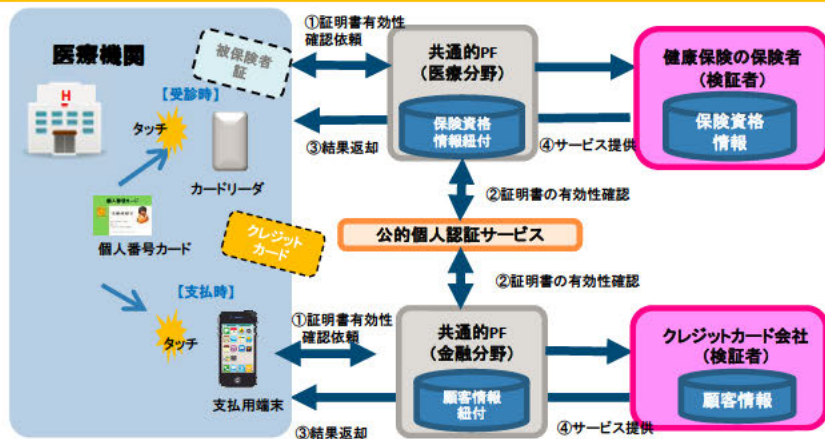 医療機関
被保険者
証
【受診時】
タッチ
カードリーダ
個人番号カード
個人番号カード
クレジット
カード
【支払時】
タッチ
支払用端末
①証明書有効性
確認依頼
共通的PF
(医療分野)
保険資格
情報紐付
③結果返却
④サービス提供
健康保険の保険者
(検証者)
保険資格
情報
②証明書の有効性確認
公的個人認証サービス
②証明書の有効性確認
①証明書有効性
確認依頼
共通的PF
(金融分野)
顧客情報
紐付
③結果返却
④サービス提供
クレジットカード会社
(検証者)
顧客情報
H